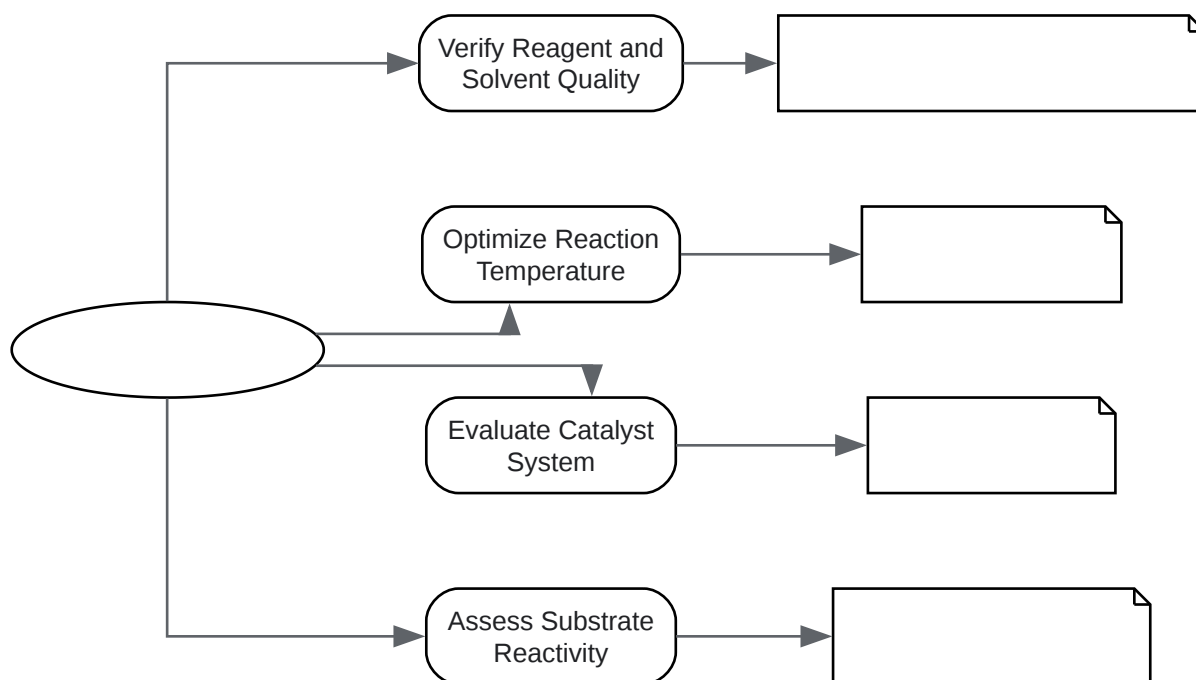 Verify Reagent and
Solvent Quality
Optimize Reaction
Temperature
Evaluate Catalyst
System
Assess Substrate
Reactivity